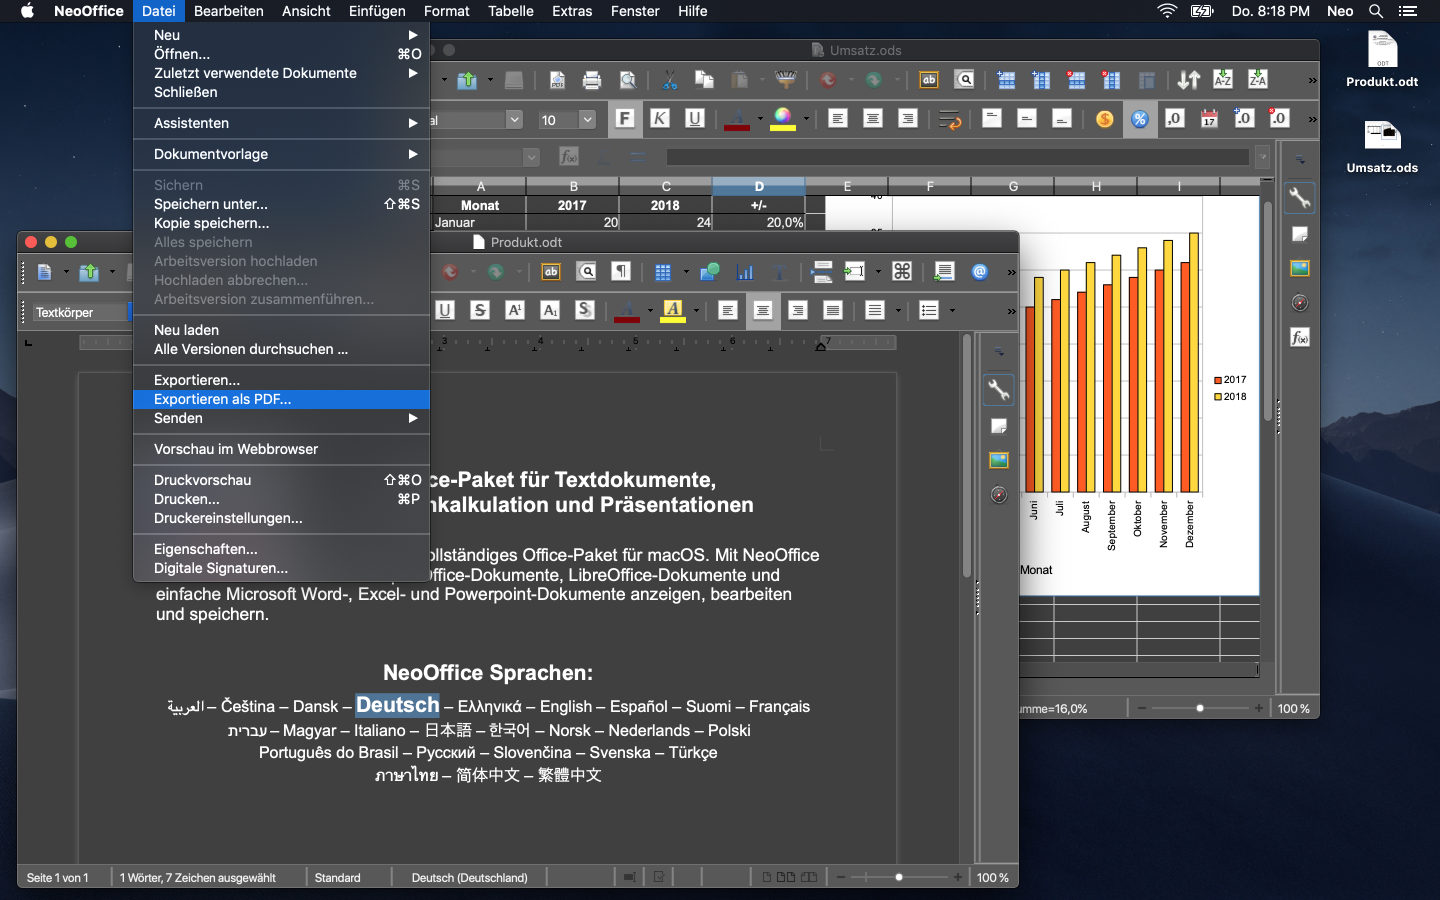 NeoOffice Datei Bearbeiten Ansicht Einfügen Format Tabelle Extras Fenster Hilfe Do. 8:18 PM Neo
Neu
Öffnen... ⌘O
Zuletzt verwendete Dokumente
Schließen
Assistenten
Dokumentvorlage
Sichern ⌘S
Speichern unter... ⇧⌘S
Kopie speichern...
Alles speichern
Arbeitsversion hochladen
Hochladen abbrechen...
Arbeitsversion zusammenführen...
Neu laden
Alle Versionen durchsuchen ...
Exportieren...
Exportieren als PDF...
Senden
Vorschau im Webbrowser
Druckvorschau ⇧⌘O
Drucken... ⌘P
Druckereinstellungen...
Eigenschaften...
Digitale Signaturen...
Umsatz.ods
al 10 F K U
A B C D E F G H I
Monat 2017 2018 +/-
Januar 20 24 20,0%
2017
2018
Juni Juli August September Oktober November Dezember
Monat
umme=16,0% 100 %
Produkt.odt
Umsatz.ods
Produkt.odt
Textkörper
3 4 5 6 7
ce-Paket für Textdokumente,
nkalkulation und Präsentationen
ollständiges Office-Paket für macOS. Mit NeoOffice
ffice-Dokumente, LibreOffice-Dokumente und
einfache Microsoft Word-, Excel- und Powerpoint-Dokumente anzeigen, bearbeiten
und speichern.
NeoOffice Sprachen:
العربية – Čeština – Dansk – Deutsch – Ελληνικά – English – Español – Suomi – Français
עברית – Magyar – Italiano – 日本語 – 한국어 – Norsk – Nederlands – Polski
Português do Brasil – Русский – Slovenčina – Svenska – Türkçe
ภาษาไทย – 简体中文 – 繁體中文
Seite 1 von 1 1 Wörter, 7 Zeichen ausgewählt Standard Deutsch (Deutschland) 100 %